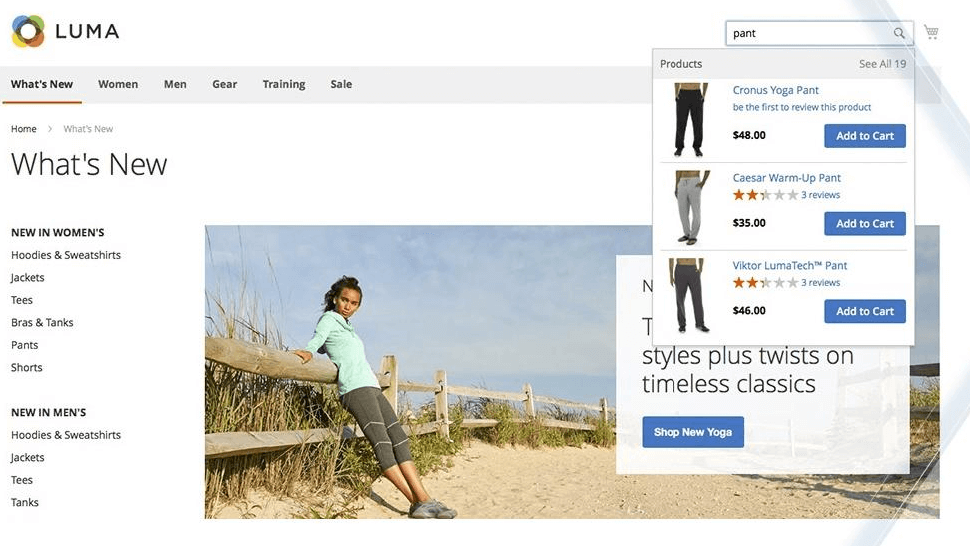 LUMA
pant
What's New Women Men Gear Training Sale
Products See All 19
Cronus Yoga Pant
be the first to review this product
$48.00 Add to Cart
Caesar Warm-Up Pant
3 reviews
$35.00 Add to Cart
Viktor LumaTech™ Pant
3 reviews
$46.00 Add to Cart
Home > What's New
What's New
NEW IN WOMEN'S
Hoodies & Sweatshirts
Jackets
Tees
Bras & Tanks
Pants
Shorts
NEW IN MEN'S
Hoodies & Sweatshirts
Jackets
Tees
Tanks
styles plus twists on
timeless classics
Shop New Yoga